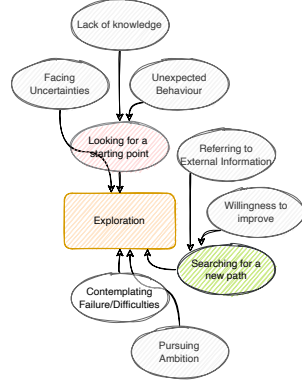 Lack of knowledge
Facing
Uncertainties
Unexpected
Behaviour
Looking for a
starting point
Referring to
External Information
Willingness to
improve
Exploration
Searching for a
new path
Contemplating
Failure/Difficulties
Pursuing
Ambition